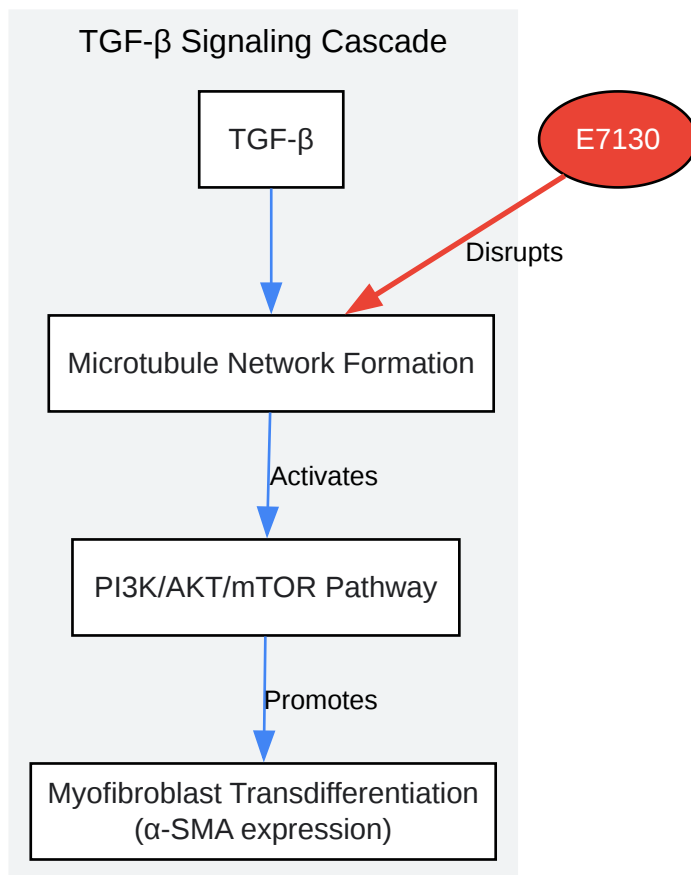 TGF-β Signaling Cascade
TGF-β
E7130
Disrupts
Microtubule Network Formation
Activates
PI3K/AKT/mTOR Pathway
Promotes
Myofibroblast Transdifferentiation
(α-SMA expression)